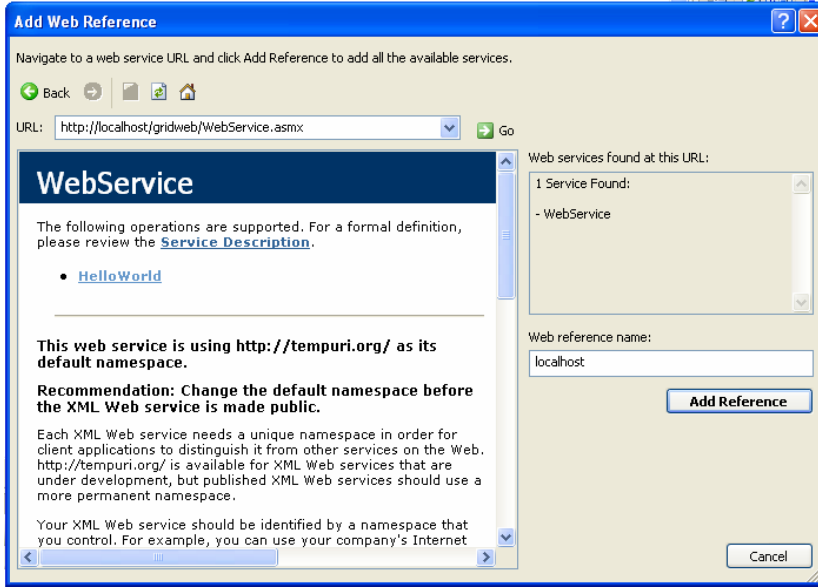 Add Web Reference
Navigate to a web service URL and click Add Reference to add all the available services.
Back
URL: http://localhost/gridweb/WebService.asmx Go
WebService
The following operations are supported. For a formal definition,
please review the Service Description.
• HelloWorld
This web service is using http://tempuri.org/ as its
default namespace.
Recommendation: Change the default namespace before
the XML Web service is made public.
Each XML Web service needs a unique namespace in order for
client applications to distinguish it from other services on the Web.
http://tempuri.org/ is available for XML Web services that are
under development, but published XML Web services should use a
more permanent namespace.
Your XML Web service should be identified by a namespace that
you control. For example, you can use your company's Internet
Web services found at this URL:
1 Service Found:
- WebService
Web reference name:
localhost
Add Reference
Cancel